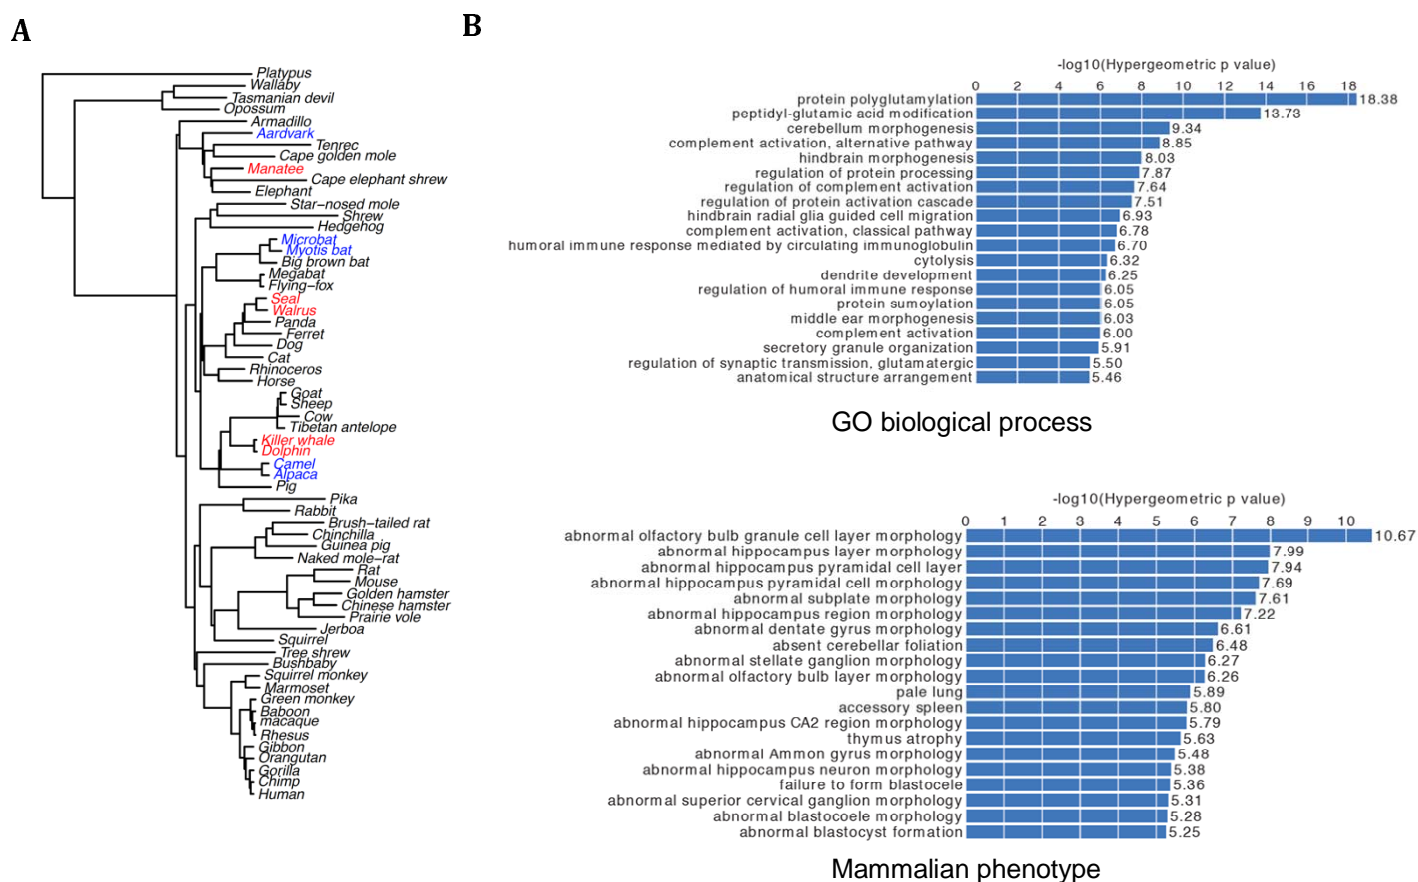 A
Platypus
Wallaby
Tasmanian devil
Opossum
Armadillo
Aardvark
Tenrec
Cape golden mole
Manatee
Cape elephant shrew
Elephant
Star−nosed mole
Shrew
Hedgehog
Microbat
Myotis bat
Big brown bat
Megabat
Flying−fox
Seal
Walrus
Panda
Ferret
Dog
Cat
Rhinoceros
Horse
Goat
Sheep
Cow
Tibetan antelope
Killer whale
Dolphin
Camel
Alpaca
Pig
Pika
Rabbit
Brush−tailed rat
Chinchilla
Guinea pig
Naked mole−rat
Rat
Mouse
Golden hamster
Chinese hamster
Prairie vole
Jerboa
Squirrel
Tree shrew
Bushbaby
Squirrel monkey
Marmoset
Green monkey
Baboon
macaque
Rhesus
Gibbon
Orangutan
Gorilla
Chimp
Human
B
-log10(Hypergeometric p value)
0 2 4 6 8 10 12 14 16 18
protein polyglutamylation 18.38
peptidyl-glutamic acid modification 13.73
cerebellum morphogenesis 9.34
complement activation, alternative pathway 8.85
hindbrain morphogenesis 8.03
regulation of protein processing 7.87
regulation of complement activation 7.64
regulation of protein activation cascade 7.51
hindbrain radial glia guided cell migration 6.93
complement activation, classical pathway 6.78
humoral immune response mediated by circulating immunoglobulin 6.70
cytolysis 6.32
dendrite development 6.25
regulation of humoral immune response 6.05
protein sumoylation 6.05
middle ear morphogenesis 6.03
complement activation 6.00
secretory granule organization 5.91
regulation of synaptic transmission, glutamatergic 5.50
anatomical structure arrangement 5.46
GO biological process
-log10(Hypergeometric p value)
0 1 2 3 4 5 6 7 8 9 10
abnormal olfactory bulb granule cell layer morphology 10.67
abnormal hippocampus layer morphology 7.99
abnormal hippocampus pyramidal cell layer 7.94
abnormal hippocampus pyramidal cell morphology 7.69
abnormal subplate morphology 7.61
abnormal hippocampus region morphology 7.22
abnormal dentate gyrus morphology 6.61
absent cerebellar foliation 6.48
abnormal stellate ganglion morphology 6.27
abnormal olfactory bulb layer morphology 6.26
pale lung 5.89
accessory spleen 5.80
abnormal hippocampus CA2 region morphology 5.79
thymus atrophy 5.63
abnormal Ammon gyrus morphology 5.48
abnormal hippocampus neuron morphology 5.38
failure to form blastocele 5.36
abnormal superior cervical ganglion morphology 5.31
abnormal blastocoele morphology 5.28
abnormal blastocyst formation 5.25
Mammalian phenotype